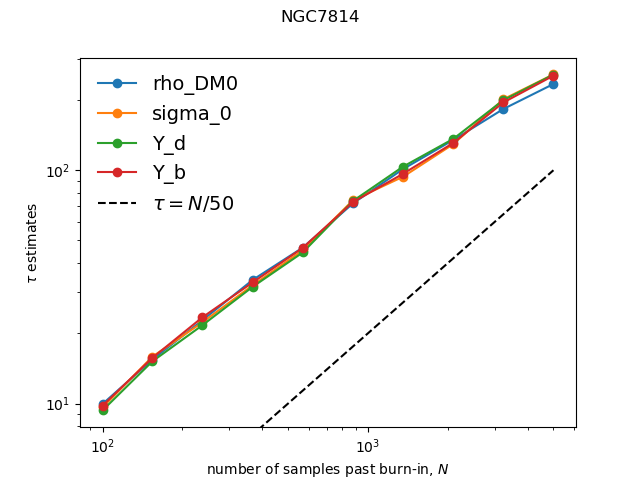 NGC7814
rho_DM0
sigma_0
Y_d
Y_b
τ = N/50
10²
10¹
τ estimates
10² 10³
number of samples past burn-in, N